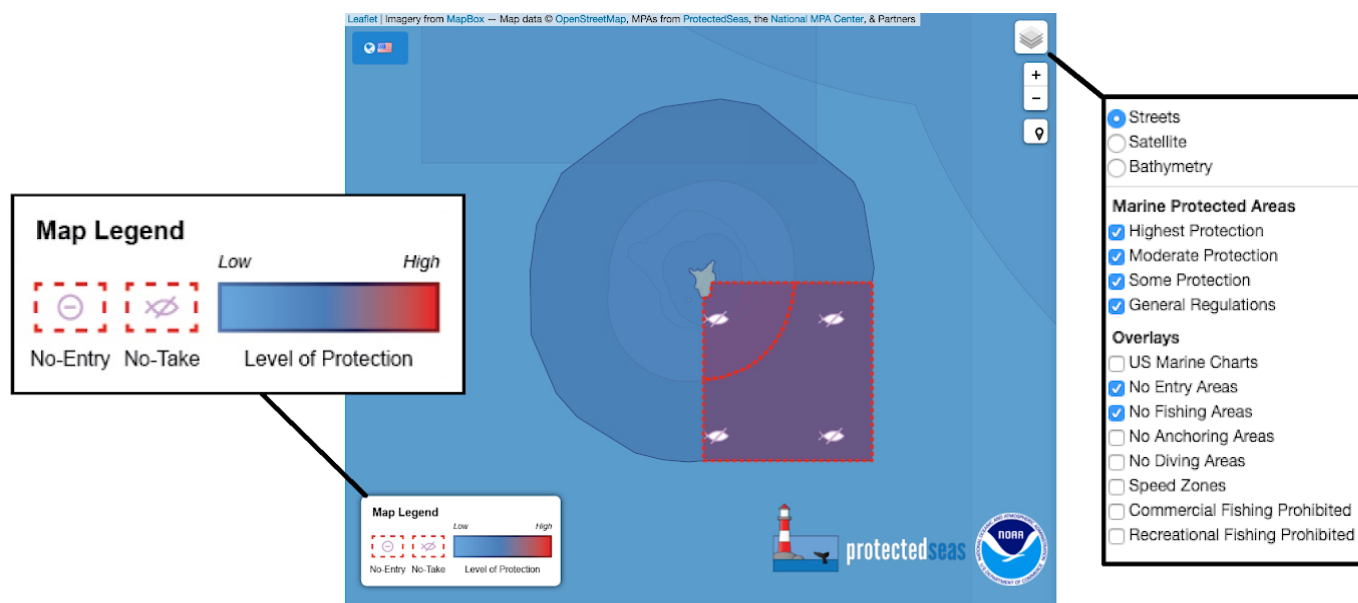 Leaflet | Imagery from MapBox — Map data © OpenStreetMap, MPAs from ProtectedSeas, the National MPA Center, & Partners
+
−
Streets
Satellite
Bathymetry
Marine Protected Areas
Highest Protection
Moderate Protection
Some Protection
General Regulations
Overlays
US Marine Charts
No Entry Areas
No Fishing Areas
No Anchoring Areas
No Diving Areas
Speed Zones
Commercial Fishing Prohibited
Recreational Fishing Prohibited
Map Legend
Low High
No-Entry No-Take Level of Protection
Map Legend
Low High
No-Entry No-Take Level of Protection
protectedseas
NOAA